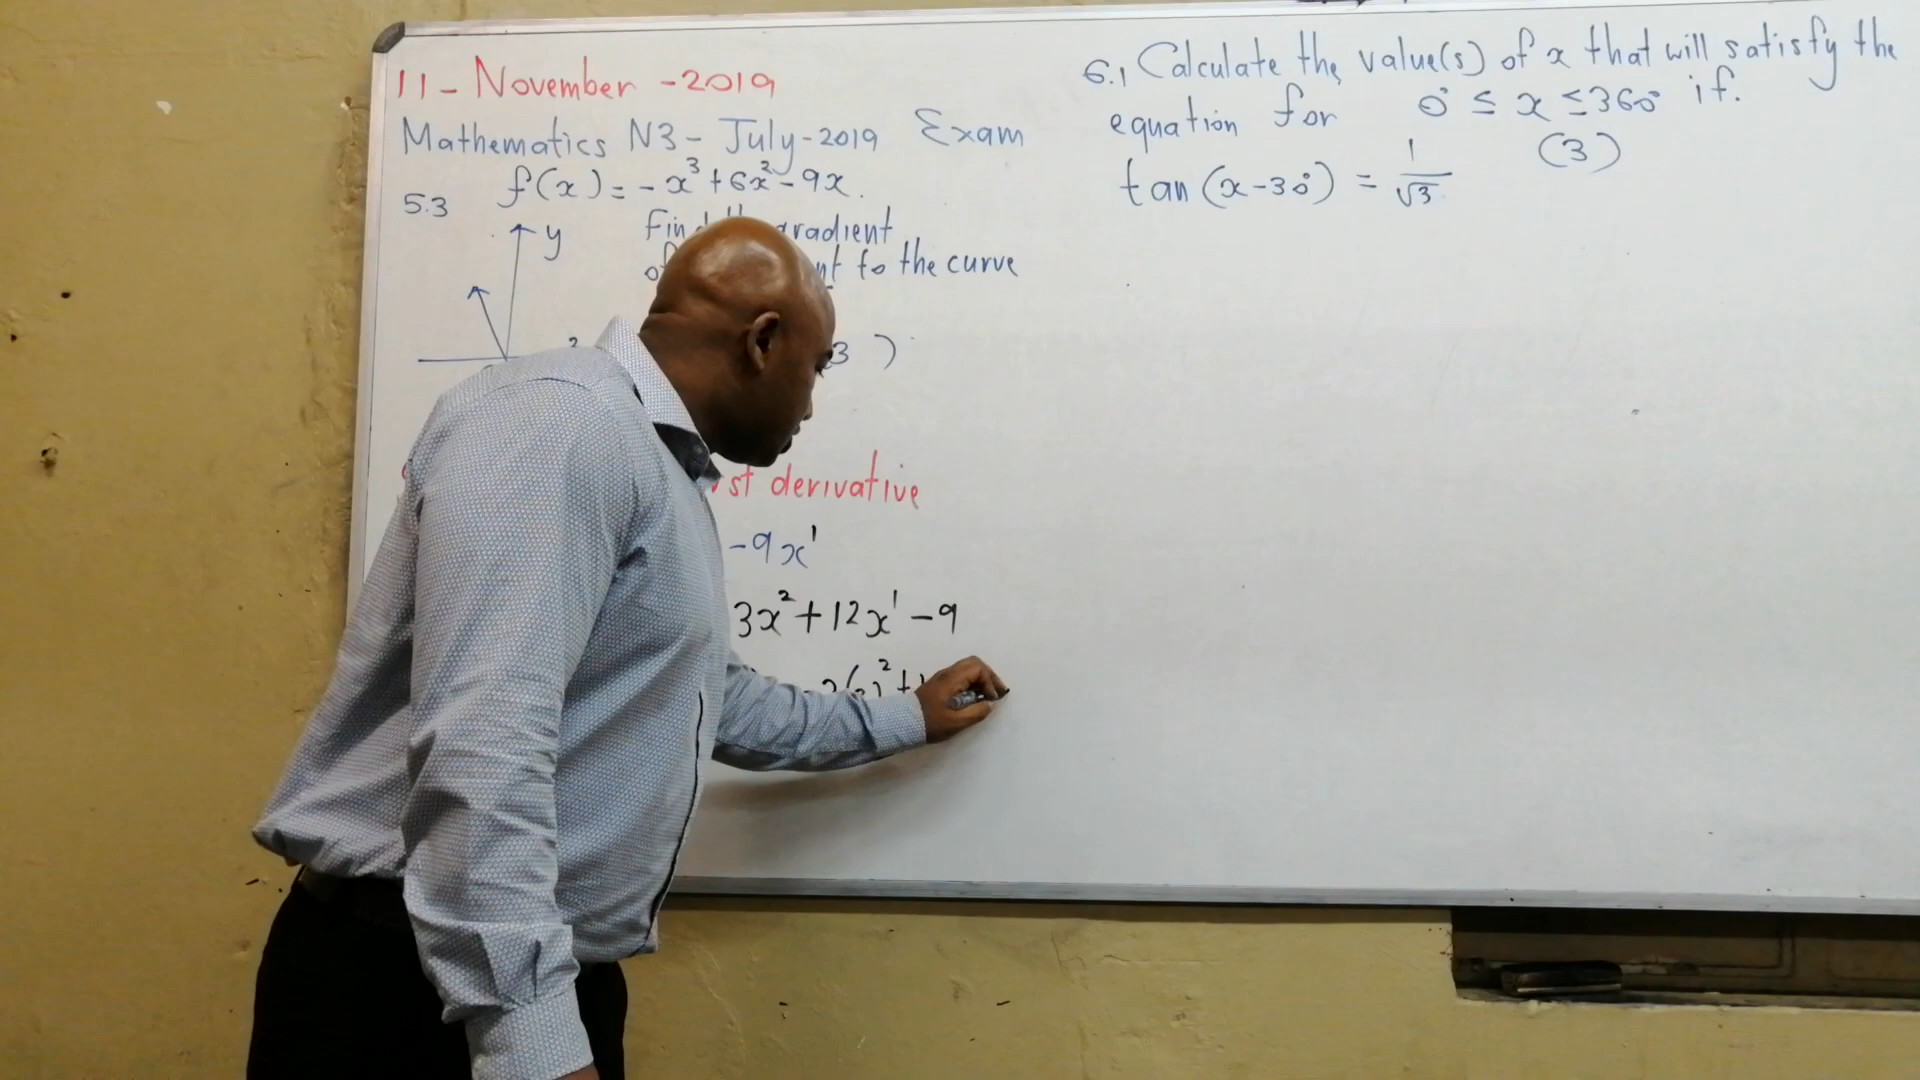 11 - November - 2019
Mathematics N3 - July - 2019 Exam
5.3 f(x) = - x³ + 6x² - 9x.
y
to the curve
3 )
derivative
- 9x¹
3x² + 12x¹ - 9
6.1 Calculate the value(s) of x that will satisfy the
equation for 0° ≤ x ≤ 360° if.
(3)
tan (x - 30°) = 1/√3